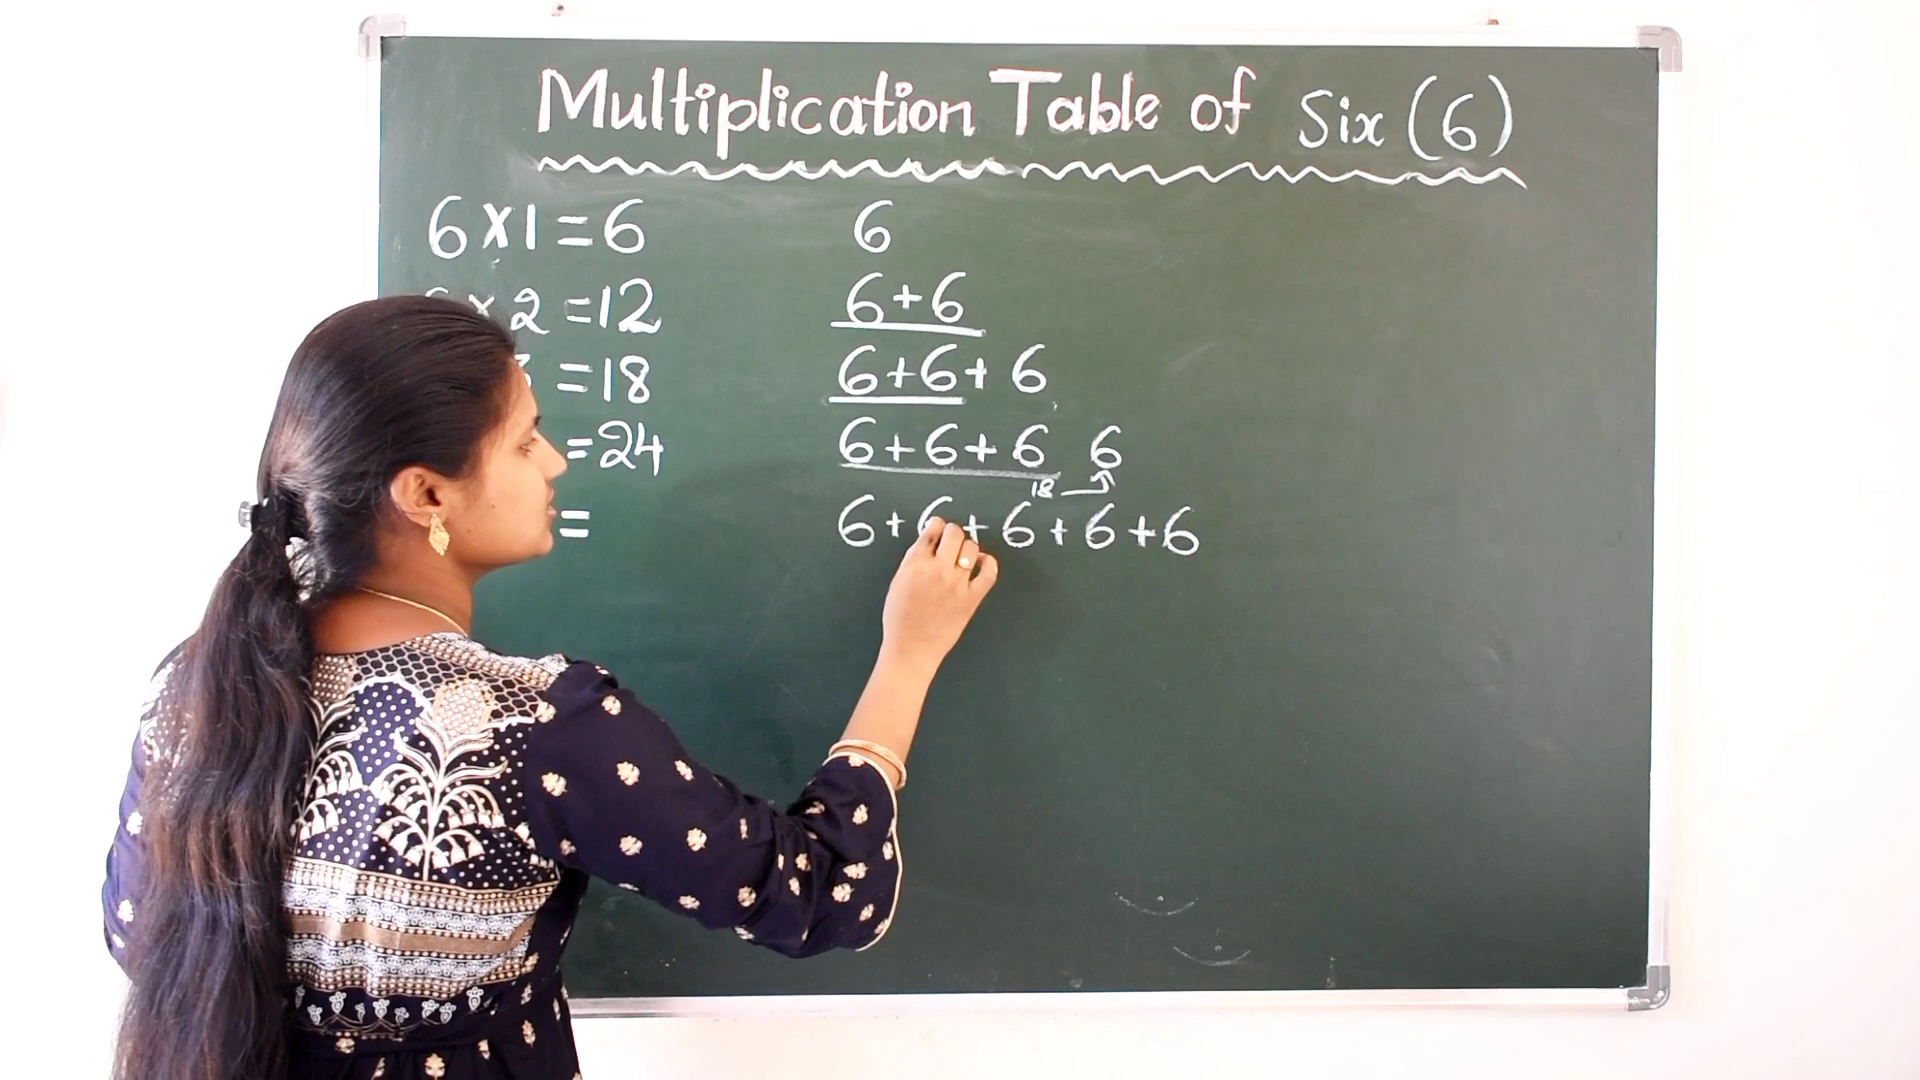 Multiplication Table of Six (6)
6 x 1 = 6 6
x 2 = 12 6 + 6
= 18 6 + 6 + 6
= 24 6 + 6 + 6 6
18
= 6 + 6 + 6 + 6 + 6